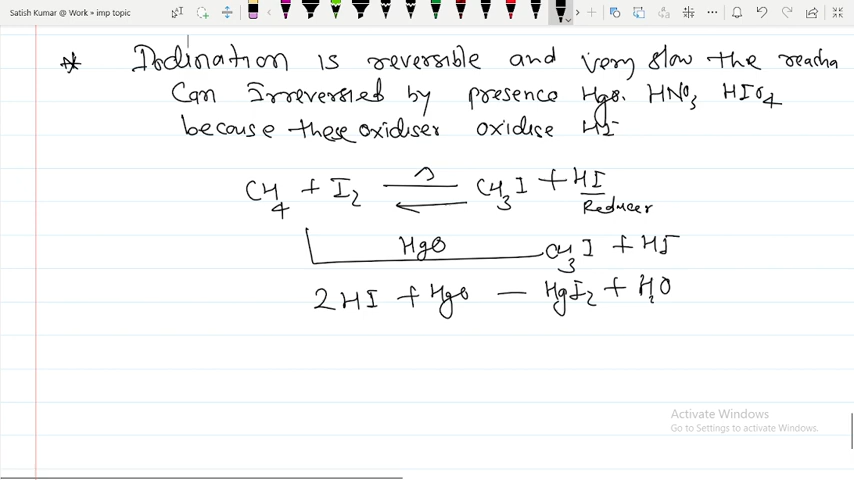 Satish Kumar @ Work » imp topic
* Iodination is reversible and very slow the reactio
Can Irreversied by presence HgO. HNO3 HIO4
because these oxidiser oxidise HI
CH4 + I2 Δ ⇌ CH3I + HI
Reducer
HgO CH3I + HI
2HI + HgO — HgI2 + H2O
Activate Windows
Go to Settings to activate Windows.